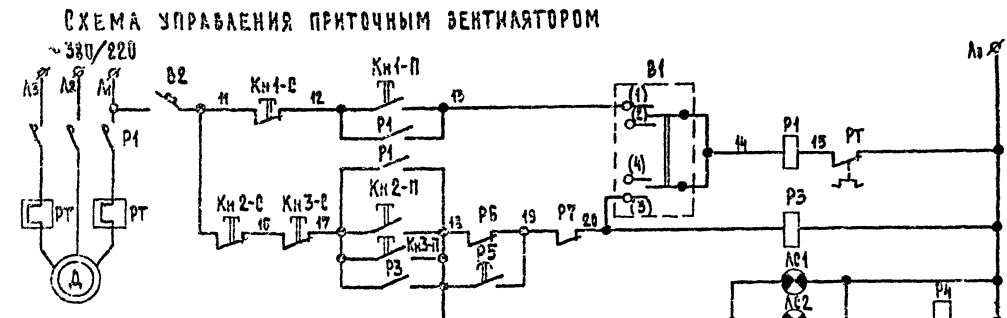 СХЕМА УПРАВЛЕНИЯ ПРИТОЧНЫМ ВЕНТИЛЯТОРОМ
~380/220
Л3 Л2 Л1 В2 11 Кн1-С 12 Кн1-П 13 В1 Ло
(1)
(2)
Р1 Р1 14 Р1 15 РТ
Р1
(4)
Кн2-П
(3)
РТ РТ Кн2-С 16 Кн3-С 17 13 Р6 19 Р7 20 Р3
Кн3-П
Р3 Р5
Д ЛС1
ЛС2 Р4